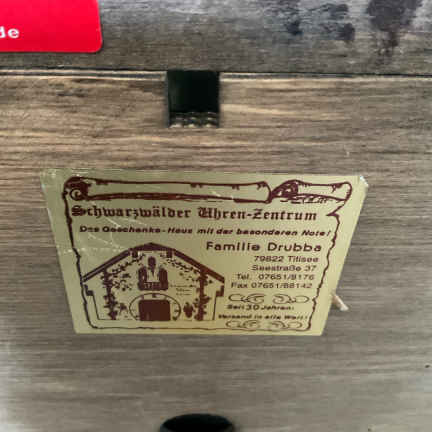 de
Schwarzwälder Uhren-Zentrum
Das Geschenke-Haus mit der besonderen Note!
Familie Drubba
79822 Titisee
Seestraße 37
Tel. 07651/8176
Fax 07651/88142
Seit 30 Jahren:
Versand in alle Welt!